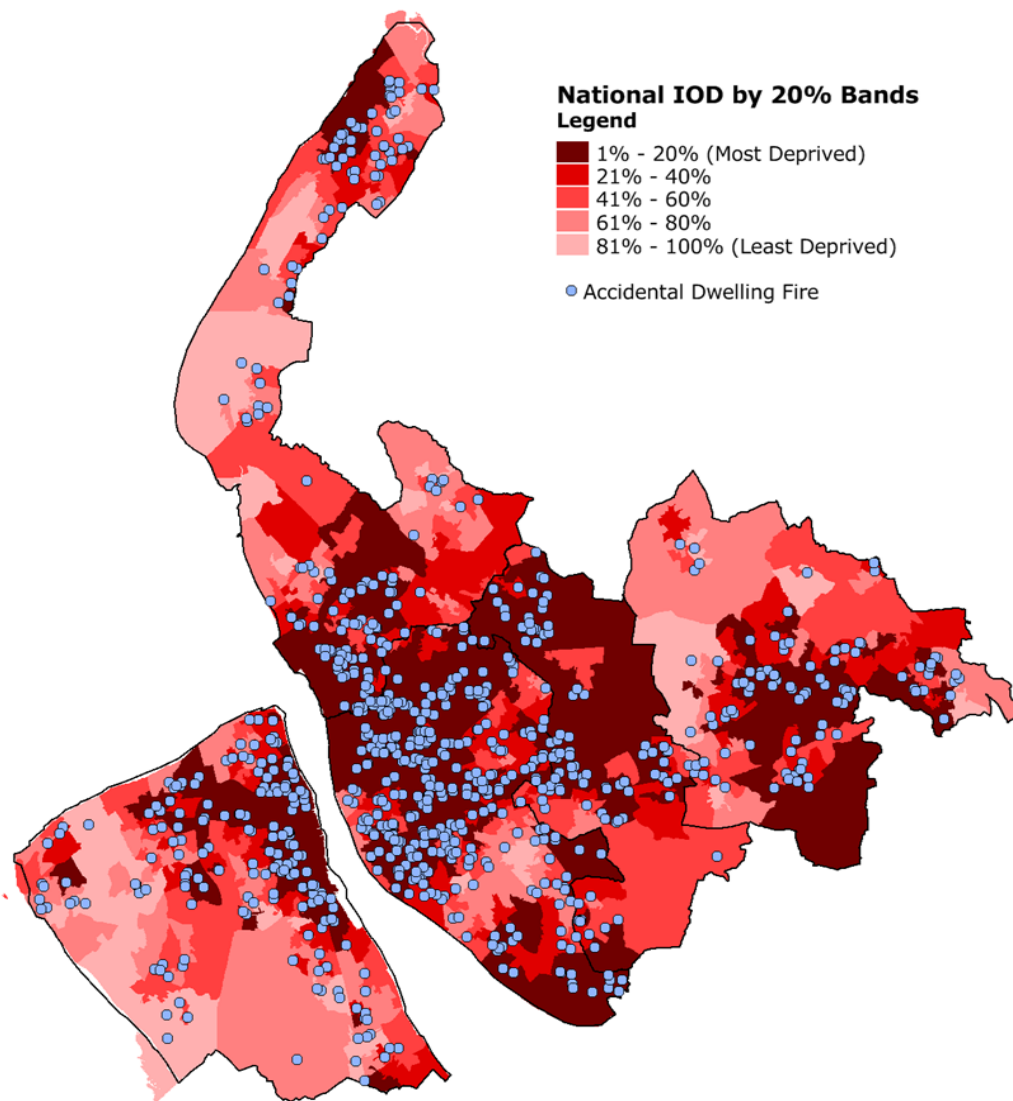 National IOD by 20% Bands
Legend
1% - 20% (Most Deprived)
21% - 40%
41% - 60%
61% - 80%
81% - 100% (Least Deprived)
Accidental Dwelling Fire